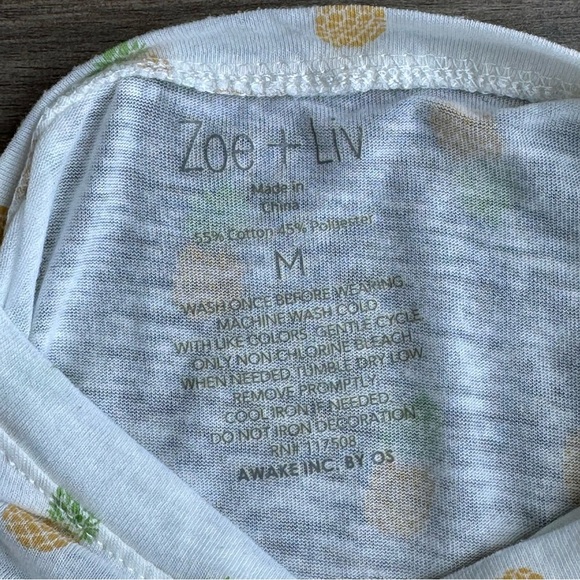 Zoe + Liv
Made in
China
55% Cotton 45% Polyester
M
WASH ONCE BEFORE WEARING.
MACHINE WASH COLD
WITH LIKE COLORS. GENTLE CYCLE.
ONLY NON CHLORINE BLEACH
WHEN NEEDED. TUMBLE DRY LOW.
REMOVE PROMPTLY.
COOL IRON IF NEEDED.
DO NOT IRON DECORATION.
RN# 117508
AWAKE INC. BY OS